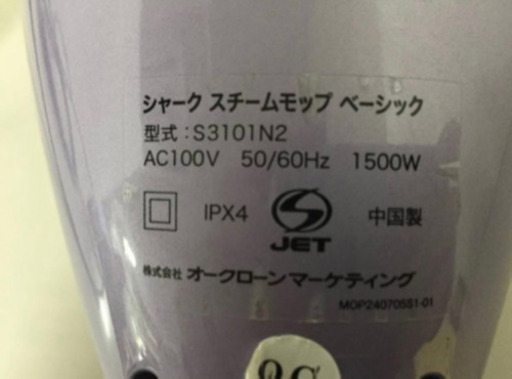 シャーク スチームモップ ベーシック
型式：S3101N2
AC100V 50/60Hz 1500W
IPX4 JET 中国製
株式会社 オークローンマーケティング
MOP240705S1-01